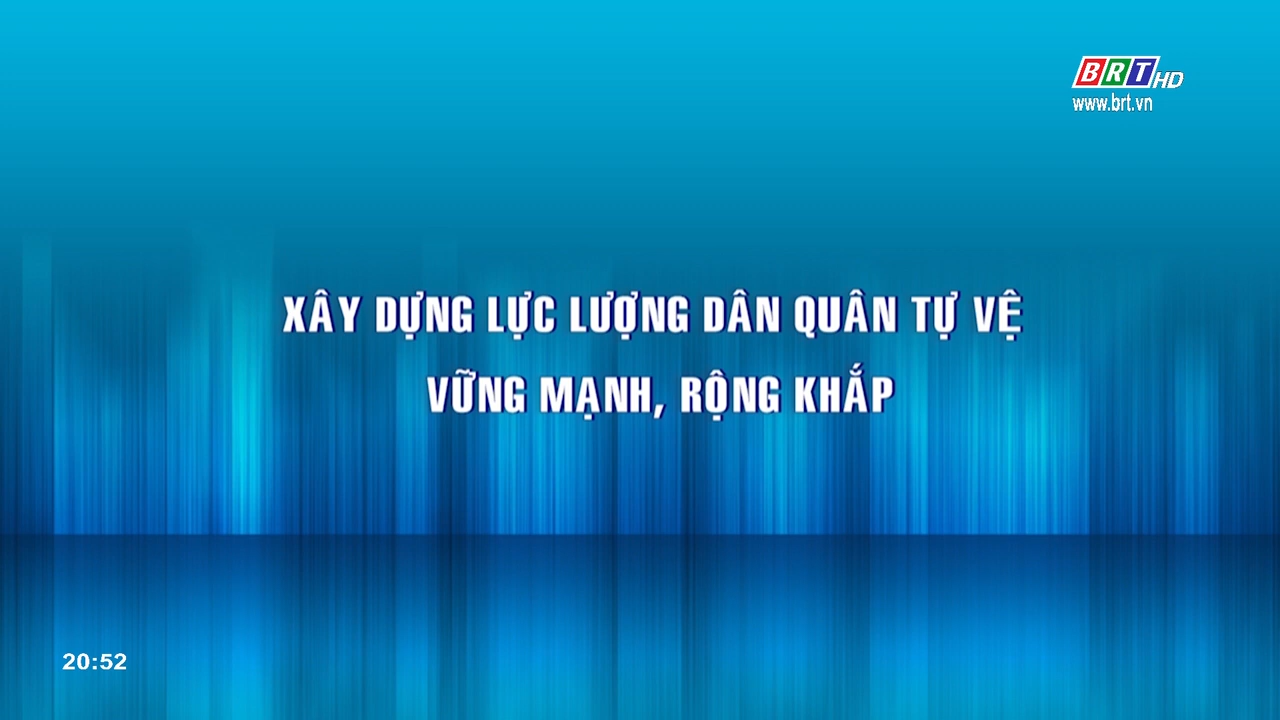 BRT HD
www.brt.vn
XÂY DỰNG LỰC LƯỢNG DÂN QUÂN TỰ VỆ
VỮNG MẠNH, RỘNG KHẮP
20:52